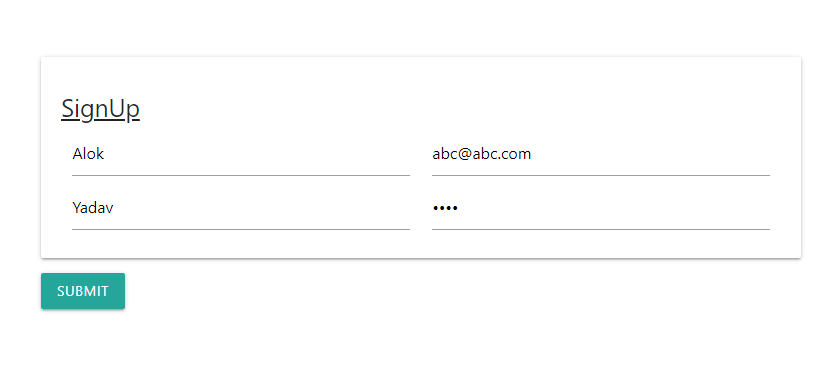 SignUp
Alok abc@abc.com
Yadav ••••
SUBMIT